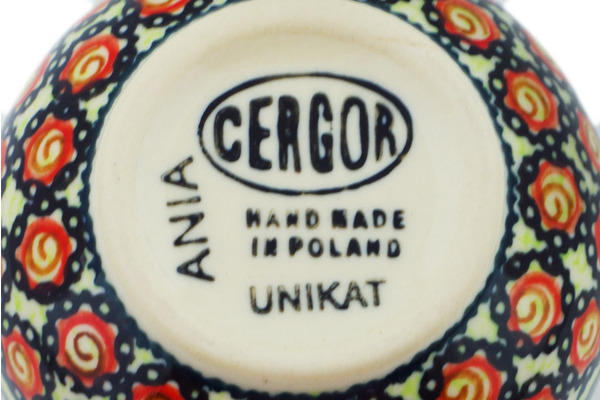 CERGOR
HAND MADE
IN POLAND
UNIKAT
ANIA